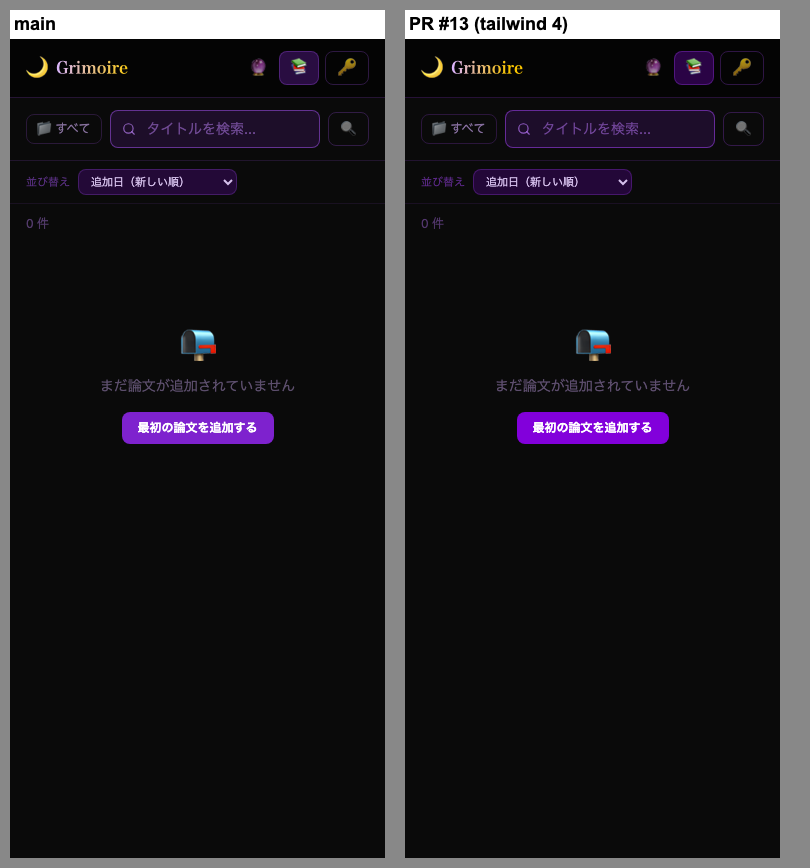 main
Grimoire
すべて
タイトルを検索...
並び替え
追加日（新しい順）
0 件
まだ論文が追加されていません
最初の論文を追加する
PR #13 (tailwind 4)
Grimoire
すべて
タイトルを検索...
並び替え
追加日（新しい順）
0 件
まだ論文が追加されていません
最初の論文を追加する